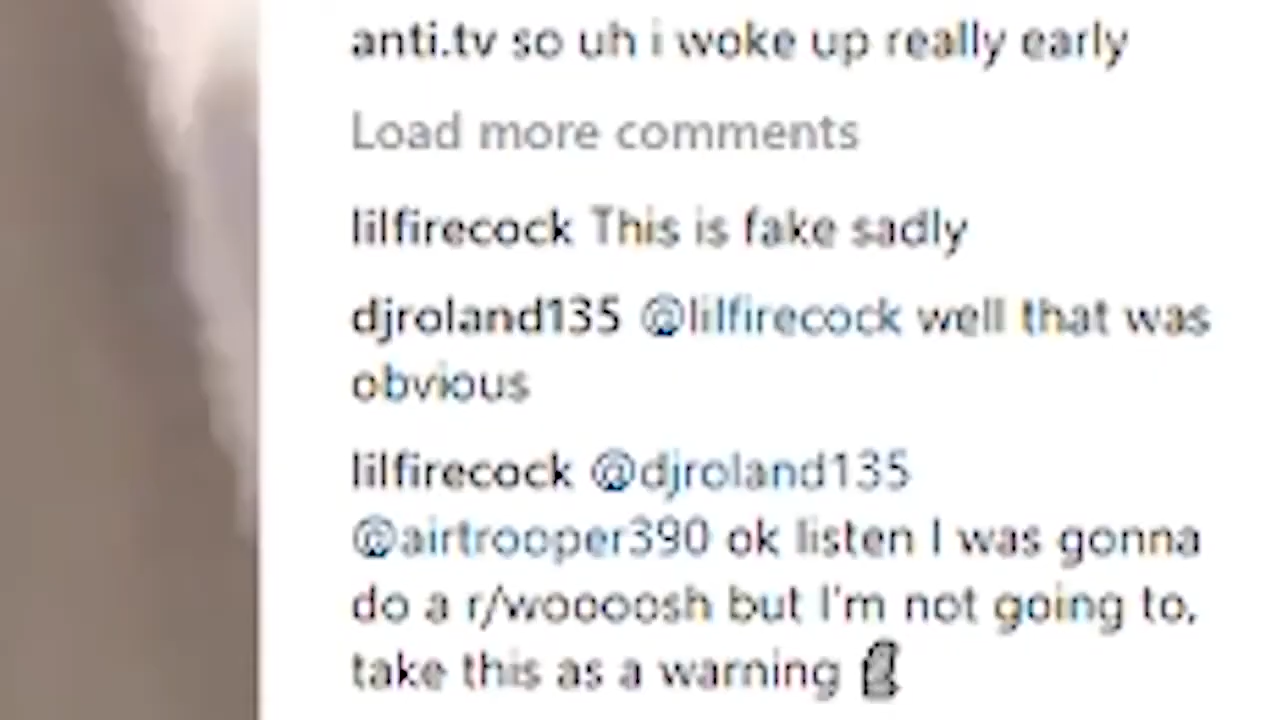 anti.tv so uh i woke up really early
Load more comments
lilfirecock This is fake sadly
djroland135 @lilfirecock well that was
obvious
lilfirecock @djroland135
@airtrooper390 ok listen I was gonna
do a r/woooosh but I'm not going to,
take this as a warning